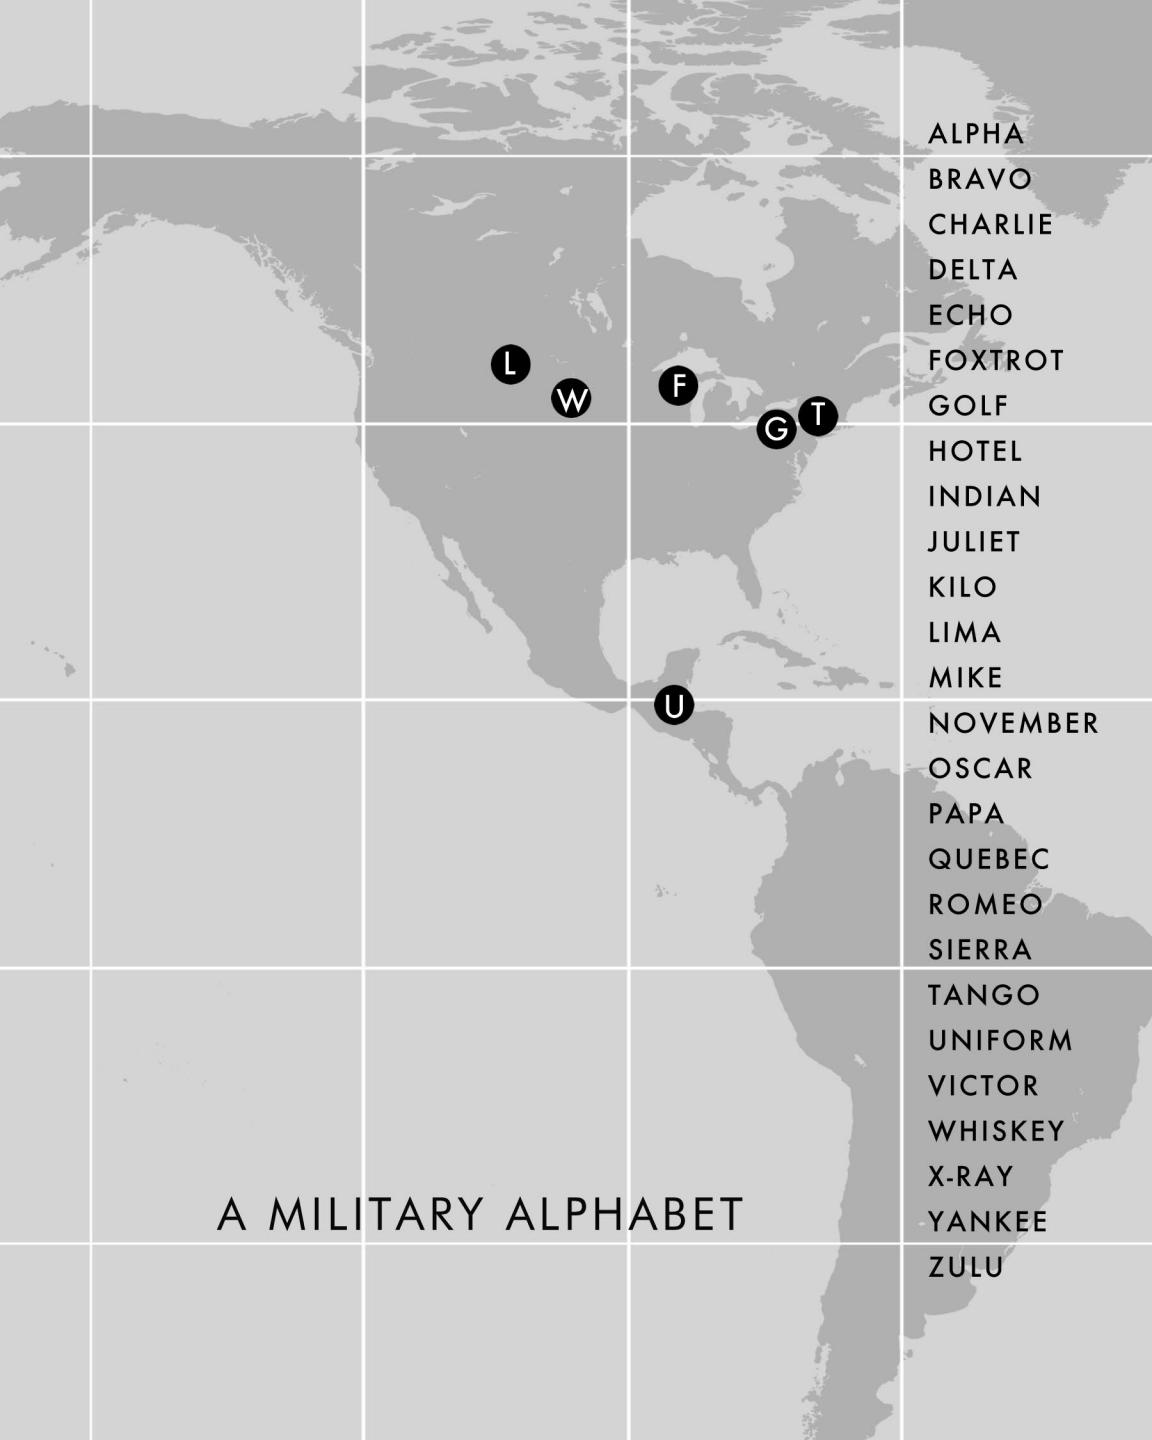 ALPHA
BRAVO
CHARLIE
DELTA
ECHO
FOXTROT
GOLF
HOTEL
INDIAN
JULIET
KILO
LIMA
MIKE
NOVEMBER
OSCAR
PAPA
QUEBEC
ROMEO
SIERRA
TANGO
UNIFORM
VICTOR
WHISKEY
X-RAY
YANKEE
ZULU
L
W
F
G
T
U
A MILITARY ALPHABET